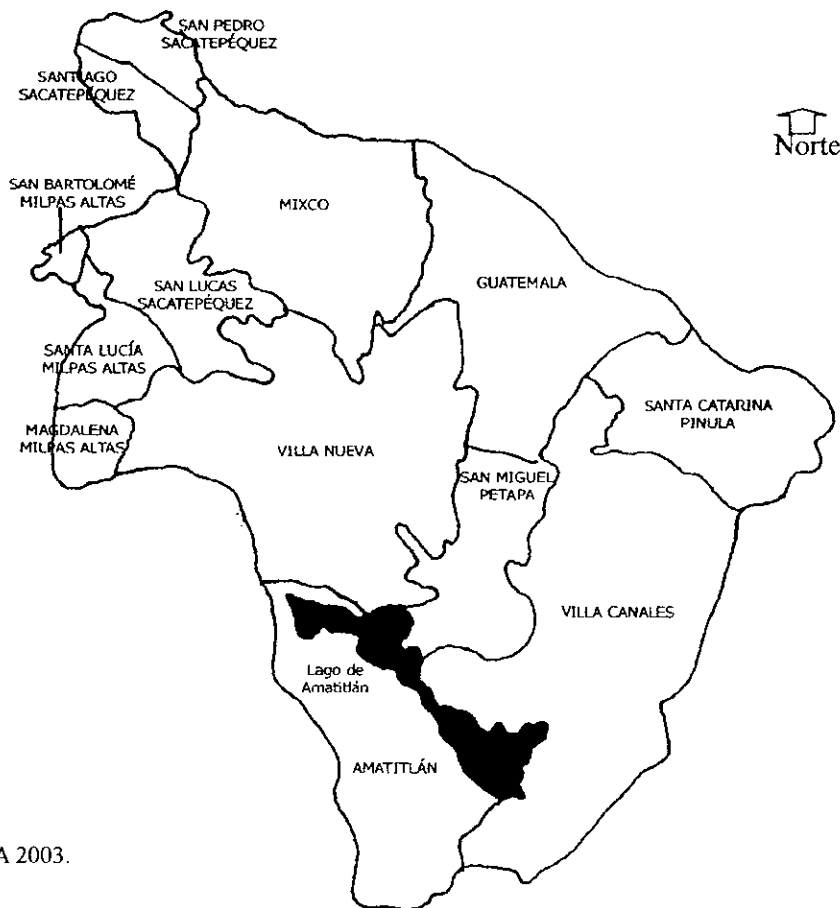 SAN PEDRO
SACATEPÉQUEZ
SANTIAGO
SACATEPÉQUEZ
Norte
SAN BARTOLOMÉ
MILPAS ALTAS
MIXCO
SAN LUCAS
SACATEPÉQUEZ
GUATEMALA
SANTA LUCÍA
MILPAS ALTAS
SANTA CATARINA
PINULA
MAGDALENA
MILPAS ALTAS
VILLA NUEVA
SAN MIGUEL
PETAPA
VILLA CANALES
Lago de
Amatitlán
AMATITLÁN
A 2003.